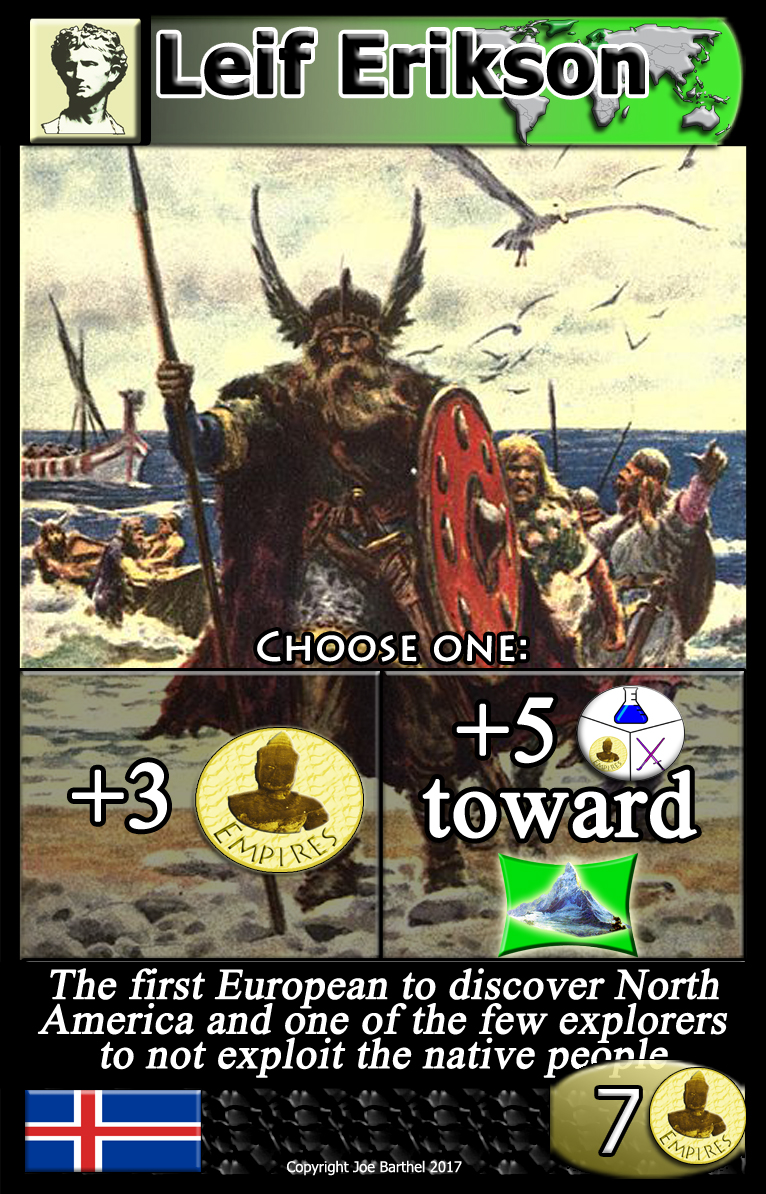 Leif Erikson
CHOOSE ONE:
+3
EMPIRES
+5
EMPIRES
toward
The first European to discover North
America and one of the few explorers
to not exploit the native people
7
EMPIRES
Copyright Joe Barthel 2017